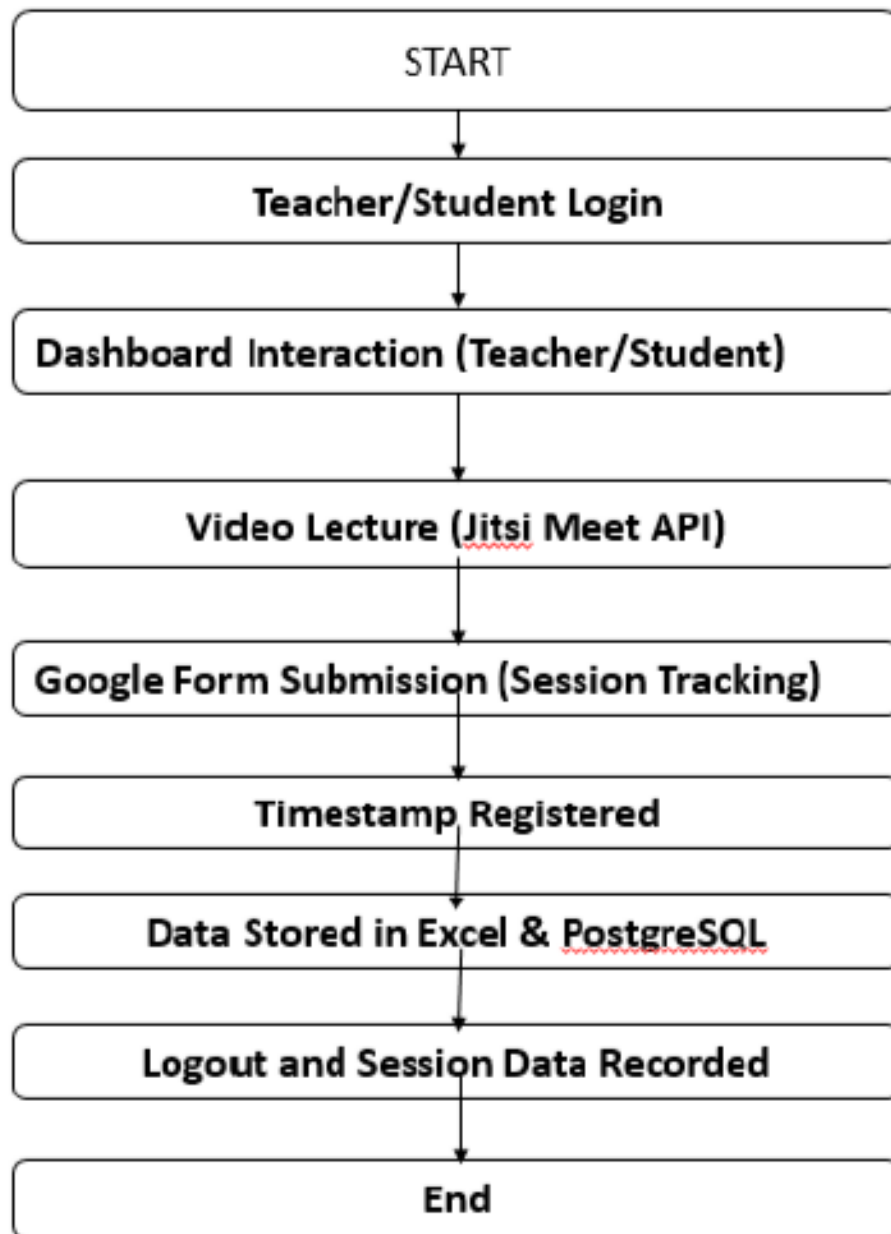 START
Teacher/Student Login
Dashboard Interaction (Teacher/Student)
Video Lecture (Jitsi Meet API)
Google Form Submission (Session Tracking)
Timestamp Registered
Data Stored in Excel & PostgreSQL
Logout and Session Data Recorded
End